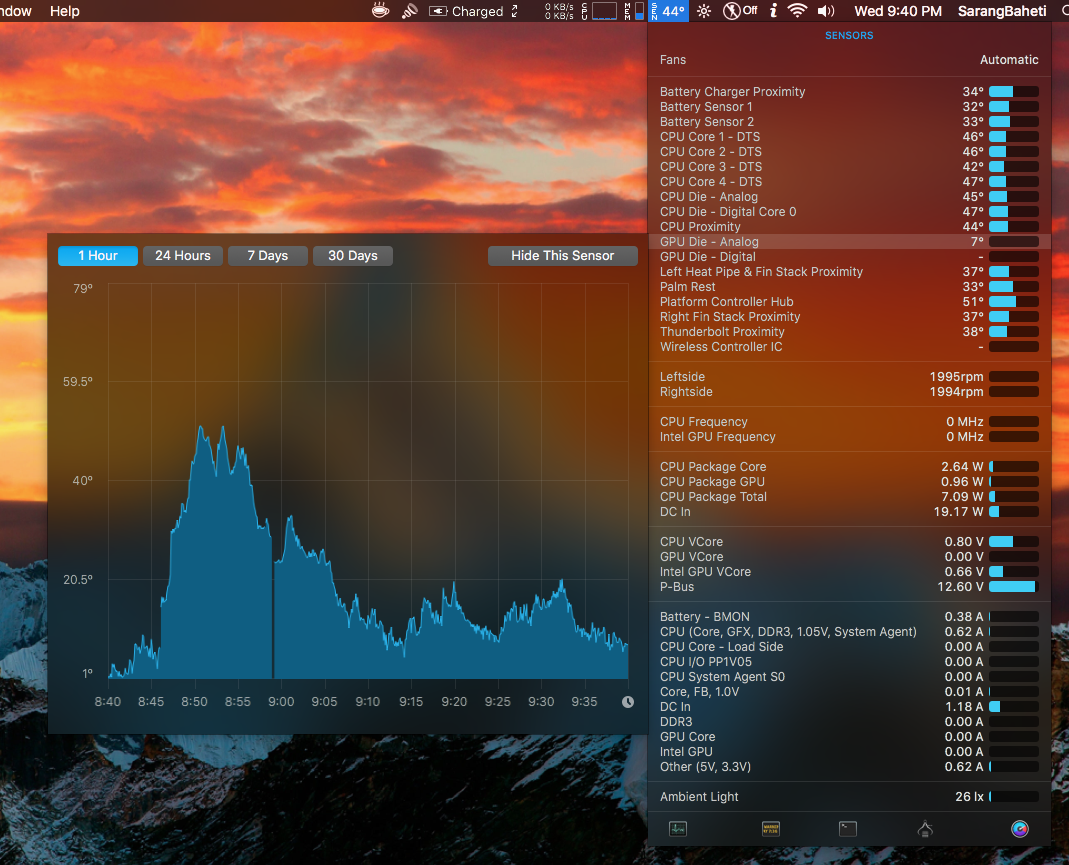 ndow Help Charged 0 KB/s 0 KB/s CPU MEM SEN 44° Off Wed 9:40 PM SarangBaheti
SENSORS
Fans Automatic
Battery Charger Proximity 34°
Battery Sensor 1 32°
Battery Sensor 2 33°
CPU Core 1 - DTS 46°
CPU Core 2 - DTS 46°
CPU Core 3 - DTS 42°
CPU Core 4 - DTS 47°
CPU Die - Analog 45°
CPU Die - Digital Core 0 47°
CPU Proximity 44°
GPU Die - Analog 7°
GPU Die - Digital -
Left Heat Pipe & Fin Stack Proximity 37°
Palm Rest 33°
Platform Controller Hub 51°
Right Fin Stack Proximity 37°
Thunderbolt Proximity 38°
Wireless Controller IC -
Leftside 1995rpm
Rightside 1994rpm
CPU Frequency 0 MHz
Intel GPU Frequency 0 MHz
CPU Package Core 2.64 W
CPU Package GPU 0.96 W
CPU Package Total 7.09 W
DC In 19.17 W
CPU VCore 0.80 V
GPU VCore 0.00 V
Intel GPU VCore 0.66 V
P-Bus 12.60 V
Battery - BMON 0.38 A
CPU (Core, GFX, DDR3, 1.05V, System Agent) 0.62 A
CPU Core - Load Side 0.00 A
CPU I/O PP1V05 0.00 A
CPU System Agent S0 0.00 A
Core, FB, 1.0V 0.01 A
DC In 1.18 A
DDR3 0.00 A
GPU Core 0.00 A
Intel GPU 0.00 A
Other (5V, 3.3V) 0.62 A
Ambient Light 26 lx
1 Hour 24 Hours 7 Days 30 Days Hide This Sensor
79°
59.5°
40°
20.5°
1°
8:40 8:45 8:50 8:55 9:00 9:05 9:10 9:15 9:20 9:25 9:30 9:35